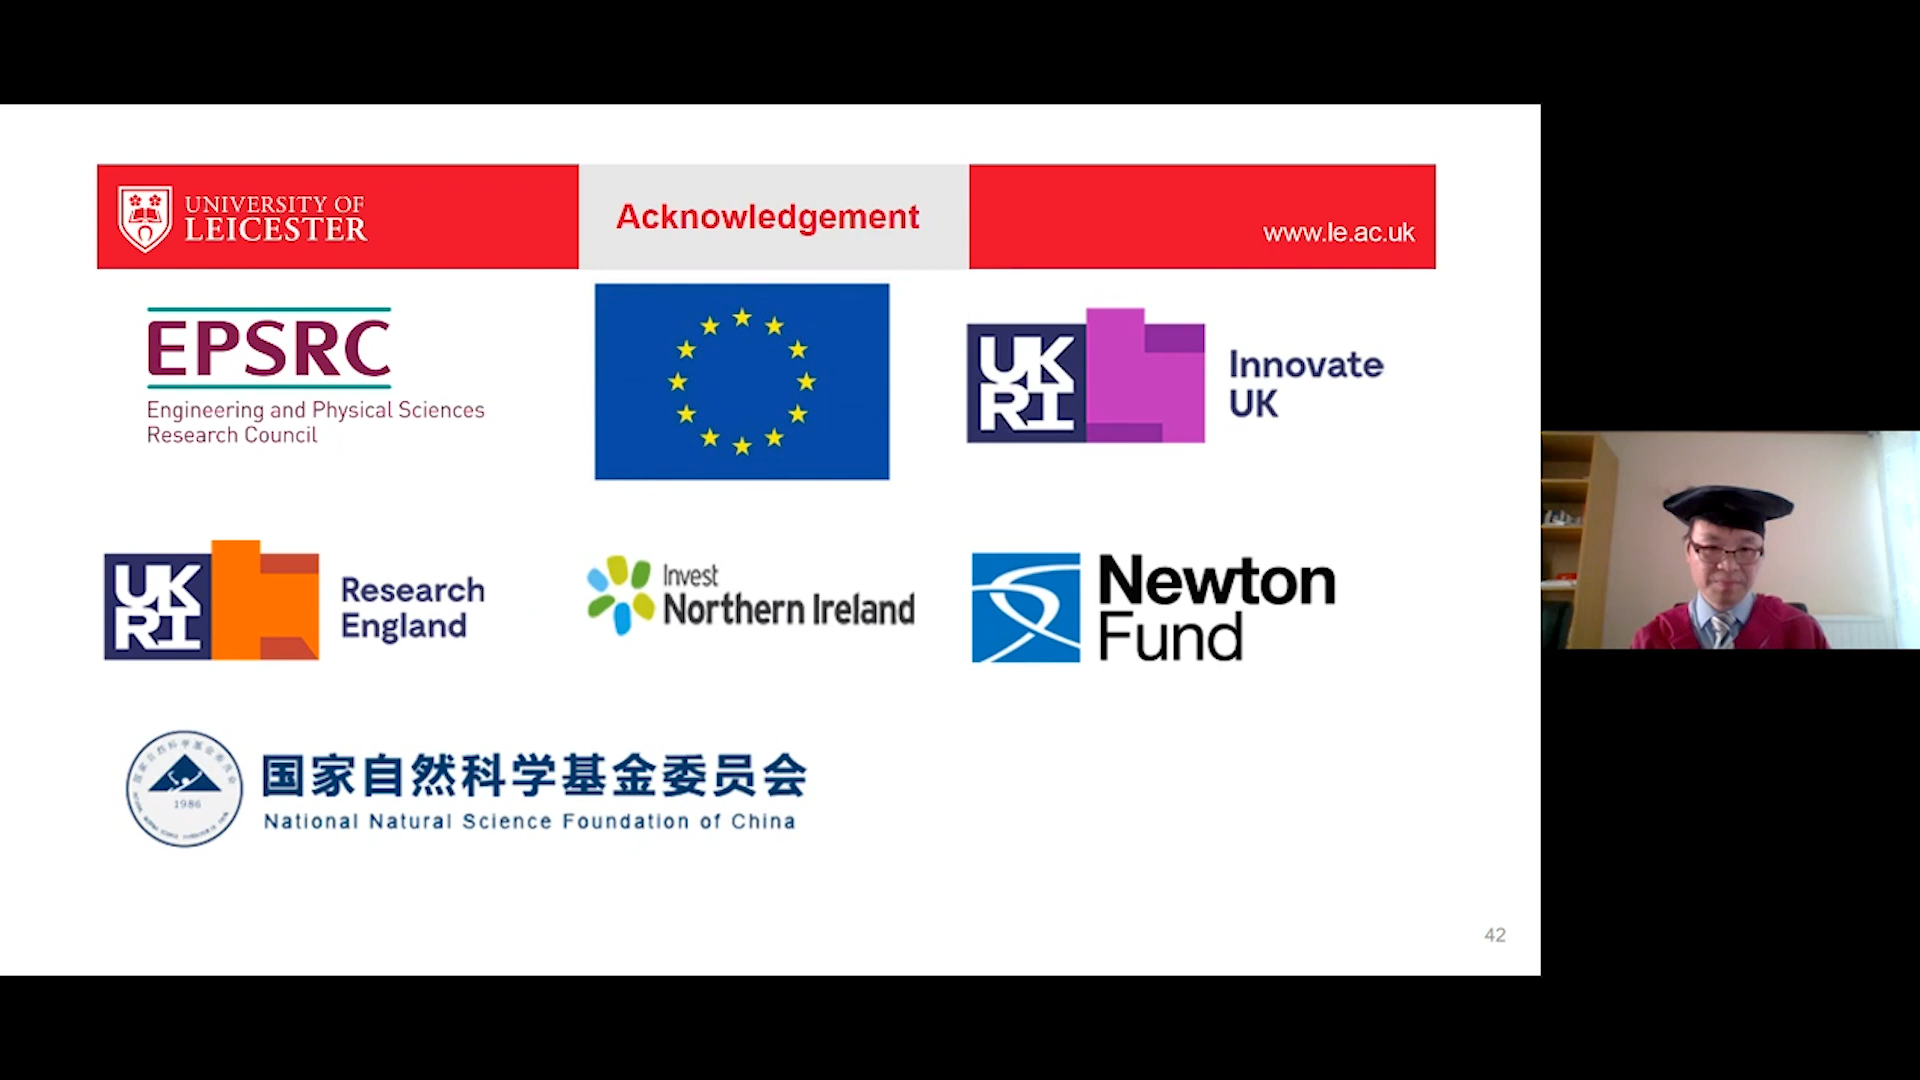 UNIVERSITY OF
LEICESTER
Acknowledgement
www.le.ac.uk
EPSRC
Engineering and Physical Sciences
Research Council
UK
RI
Innovate
UK
UK
RI
Research
England
Invest
Northern Ireland
Newton
Fund
1986
国家自然科学基金委员会
National Natural Science Foundation of China
42